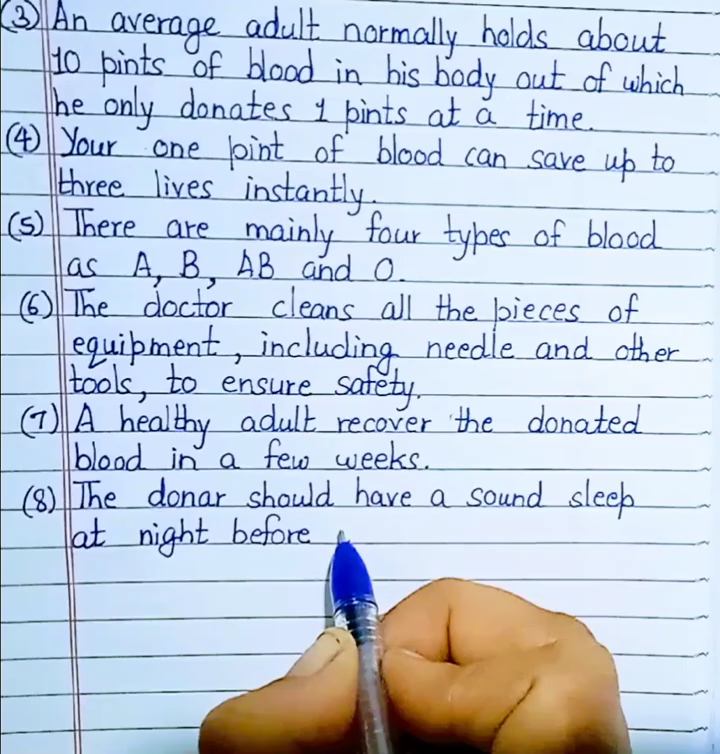 (3) An average adult normally holds about
10 pints of blood in his body out of which
he only donates 1 pints at a time.
(4) Your one point of blood can save up to
three lives instantly.
(5) There are mainly four types of blood
as A, B, AB and O.
(6) The doctor cleans all the pieces of
equipment, including needle and other
tools, to ensure safety.
(7) A healthy adult recover the donated
blood in a few weeks.
(8) The donar should have a sound sleep
at night before